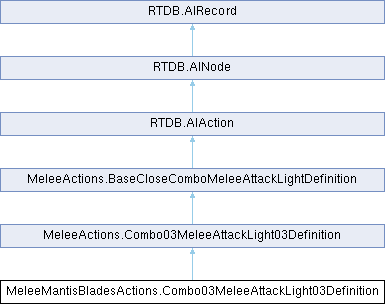 RTDB.AIRecord
RTDB.AINode
RTDB.AIAction
MeleeActions.BaseCloseComboMeleeAttackLightDefinition
MeleeActions.Combo03MeleeAttackLight03Definition
MeleeMantisBladesActions.Combo03MeleeAttackLight03Definition